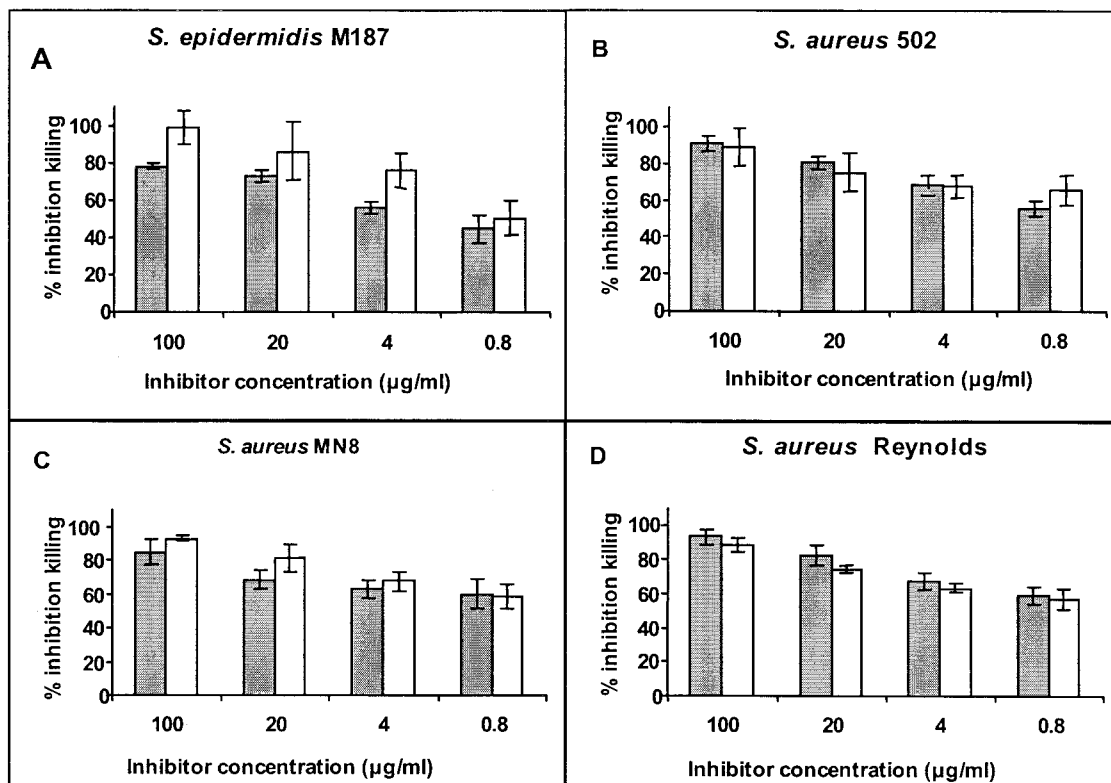 A
S. epidermidis M187
% inhibition killing
100
80
60
40
20
0
100 20 4 0.8
Inhibitor concentration (µg/ml)
B
S. aureus 502
% inhibition killing
100
80
60
40
20
0
100 20 4 0.8
Inhibitor concentration (µg/ml)
C
S. aureus MN8
% inhibition killing
100
80
60
40
20
0
100 20 4 0.8
Inhibitor concentration (µg/ml)
D
S. aureus Reynolds
% inhibition killing
100
80
60
40
20
0
100 20 4 0.8
Inhibitor concentration (µg/ml)